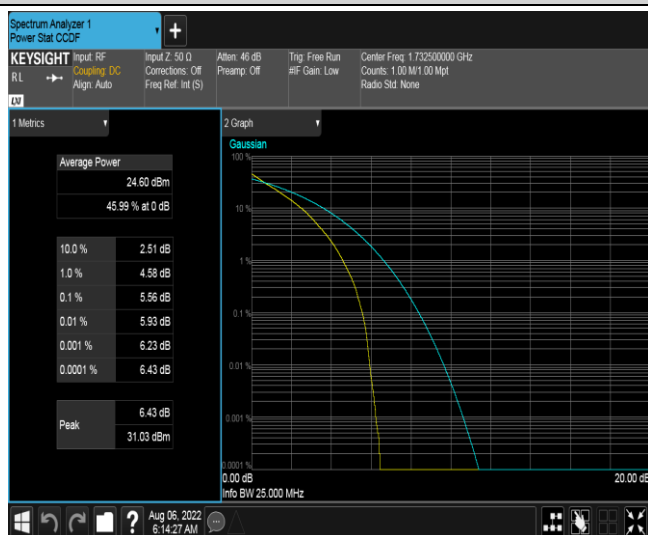 Spectrum Analyzer 1
Power Stat CCDF
KEYSIGHT
RL
LXI
Input: RF
Coupling: DC
Align: Auto
Input Z: 50 Ω
Corrections: Off
Freq Ref: Int (S)
Atten: 46 dB
Preamp: Off
Trig: Free Run
#IF Gain: Low
Center Freq: 1.732500000 GHz
Counts: 1.00 M/1.00 Mpt
Radio Std: None
1 Metrics
Average Power
24.60 dBm
45.99 % at 0 dB
10.0 % 2.51 dB
1.0 % 4.58 dB
0.1 % 5.56 dB
0.01 % 5.93 dB
0.001 % 6.23 dB
0.0001 % 6.43 dB
Peak
6.43 dB
31.03 dBm
2 Graph
Gaussian
100 %
10 %
1 %
0.1 %
0.01 %
0.001 %
0.0001 %
0.00 dB
20.00 dB
Info BW 25.000 MHz
?
Aug 06, 2022
6:14:27 AM